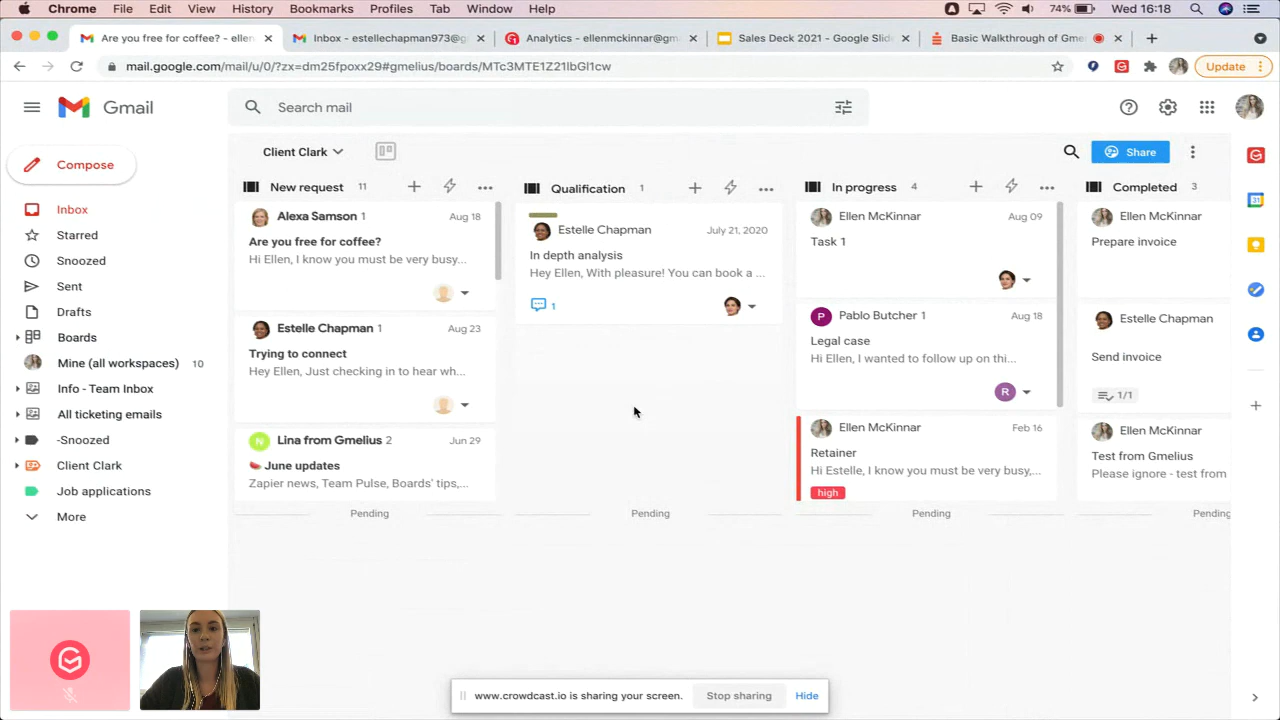 Chrome File Edit View History Bookmarks Profiles Tab Window Help 74% Wed 16:18
Are you free for coffee? - ellen Inbox - estellechapman973@g Analytics - ellenmckinnar@gm Sales Deck 2021 - Google Slide Basic Walkthrough of Gme
mail.google.com/mail/u/0/?zx=dm25fpoxx29#gmelius/boards/MTc3MTE1Z21lbGl1cw Update
Gmail Search mail
Compose
Inbox
Starred
Snoozed
Sent
Drafts
Boards
Mine (all workspaces) 10
Info - Team Inbox
All ticketing emails
-Snoozed
Client Clark
Job applications
More
Client Clark Share
New request 11
Alexa Samson 1 Aug 18
Are you free for coffee?
Hi Ellen, I know you must be very busy...
Estelle Chapman 1 Aug 23
Trying to connect
Hey Ellen, Just checking in to hear wh...
N Lina from Gmelius 2 Jun 29
🍉 June updates
Zapier news, Team Pulse, Boards' tips,...
Pending
Qualification 1
Estelle Chapman July 21, 2020
In depth analysis
Hey Ellen, With pleasure! You can book a ...
1
Pending
In progress 4
Ellen McKinnar Aug 09
Task 1
P Pablo Butcher 1 Aug 18
Legal case
Hi Ellen, I wanted to follow up on thi...
R
Ellen McKinnar Feb 16
Retainer
Hi Estelle, I know you must be very busy,...
high
Pending
Completed 3
Ellen McKinnar
Prepare invoice
Estelle Chapman
Send invoice
1/1
Ellen McKinnar
Test from Gmelius
Please ignore - test from
Pending
31
www.crowdcast.io is sharing your screen. Stop sharing Hide